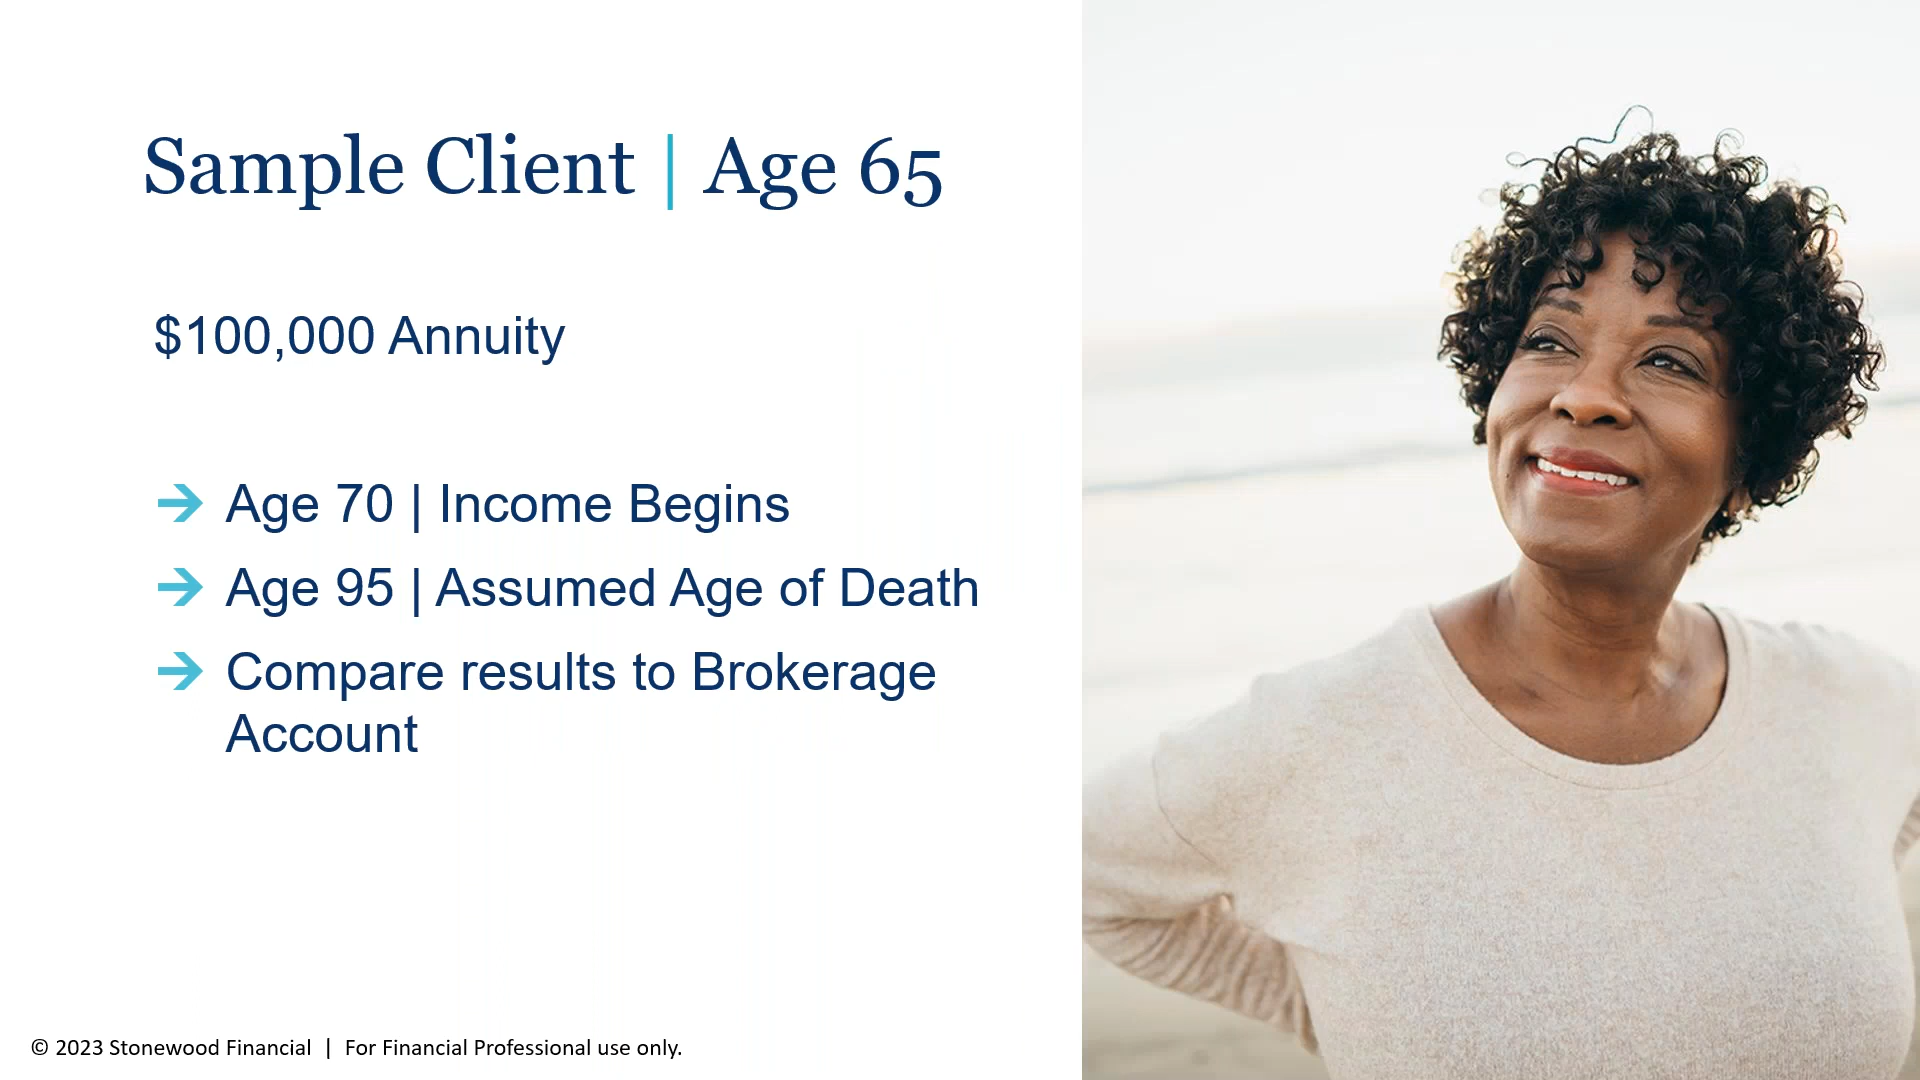 Sample Client | Age 65
$100,000 Annuity
→ Age 70 | Income Begins
→ Age 95 | Assumed Age of Death
→ Compare results to Brokerage
Account
© 2023 Stonewood Financial | For Financial Professional use only.